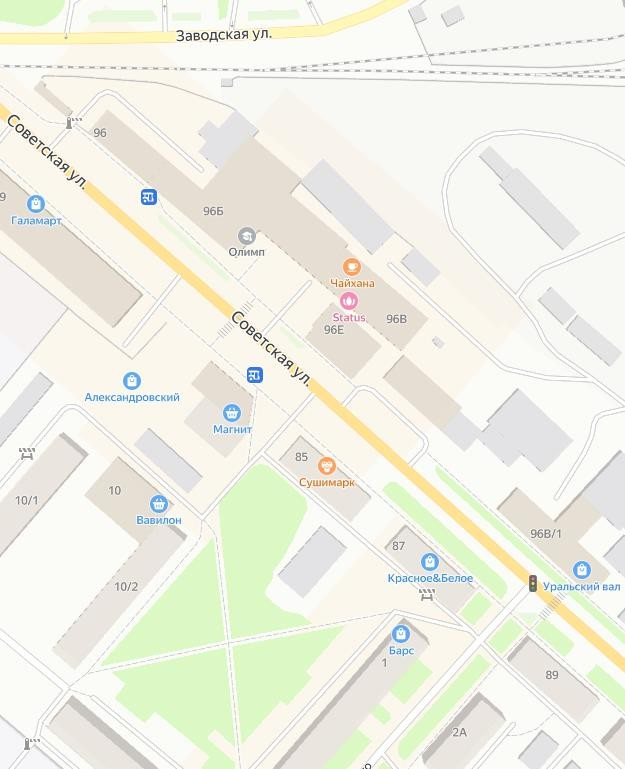 Заводская ул.
Советская ул.
96
9
Галамарт
96Б
Олимп
Чайхана
Status
96Е
96В
Советская ул.
Александровский
Магнит
85
Сушимарк
10
10/1
Вавилон
96В/1
87
Красное&Белое
Уральский вал
10/2
Барс
1
89
2А